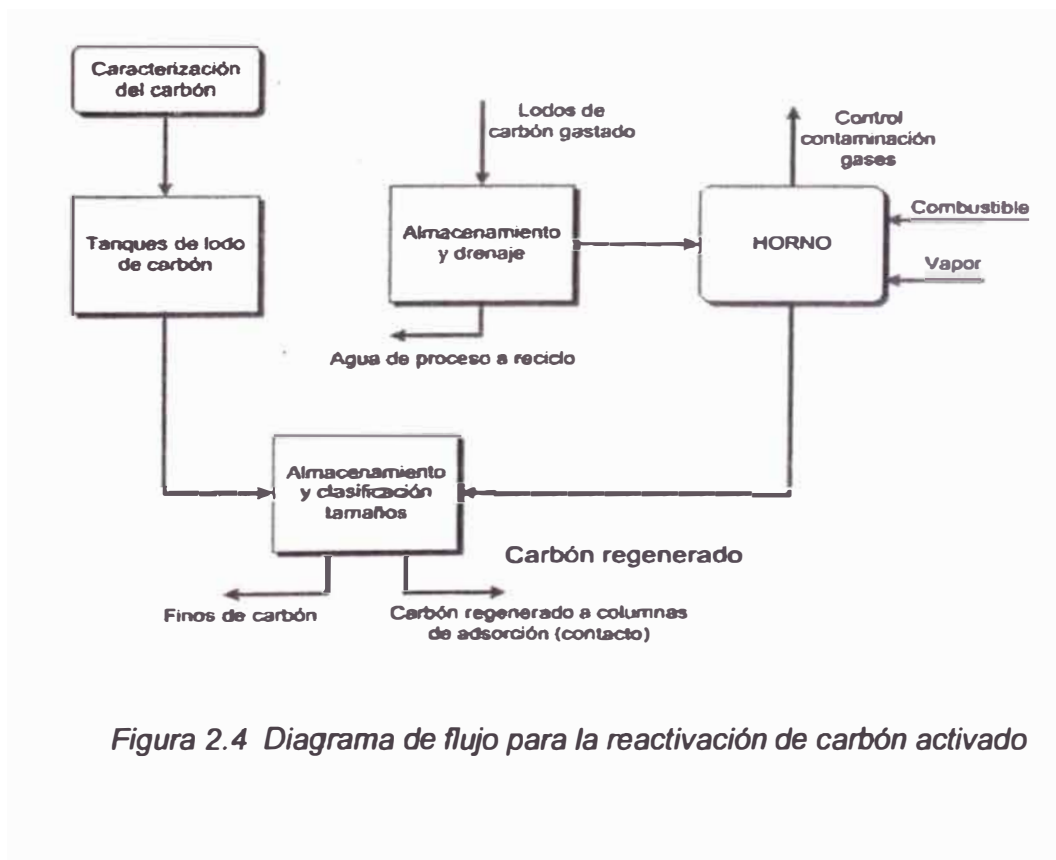 Caracterización
del carbón
Lodos de
carbón gastado
Control
contaminación
gases
Tanques de lodo
de carbón
Almacenamiento
y drenaje
HORNO
Combustible
Vapor
Agua de proceso a reciclo
Almacenamiento
y clasificación
tamaños
Carbón regenerado
Finos de carbón
Carbón regenerado a columnas
de adsorción (contacto)
Figura 2.4 Diagrama de flujo para la reactivación de carbón activado